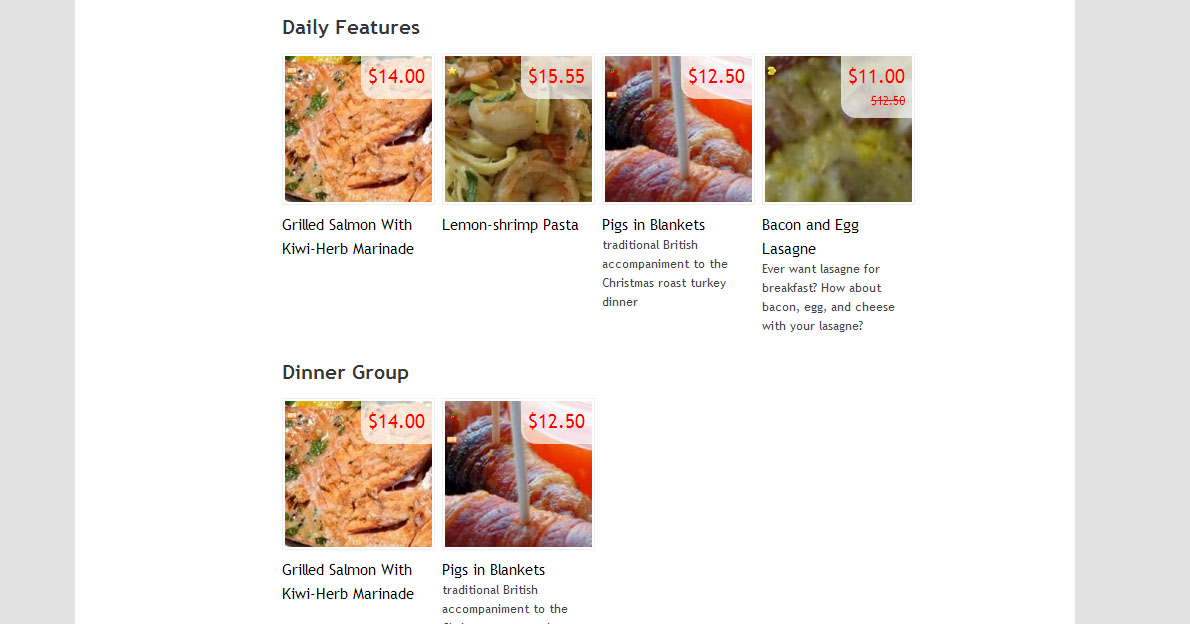 Daily Features
$14.00
$15.55
$12.50
$11.00
$12.50
Grilled Salmon With
Kiwi-Herb Marinade
Lemon-shrimp Pasta
Pigs in Blankets
traditional British
accompaniment to the
Christmas roast turkey
dinner
Bacon and Egg
Lasagne
Ever want lasagne for
breakfast? How about
bacon, egg, and cheese
with your lasagne?
Dinner Group
$14.00
$12.50
Grilled Salmon With
Kiwi-Herb Marinade
Pigs in Blankets
traditional British
accompaniment to the